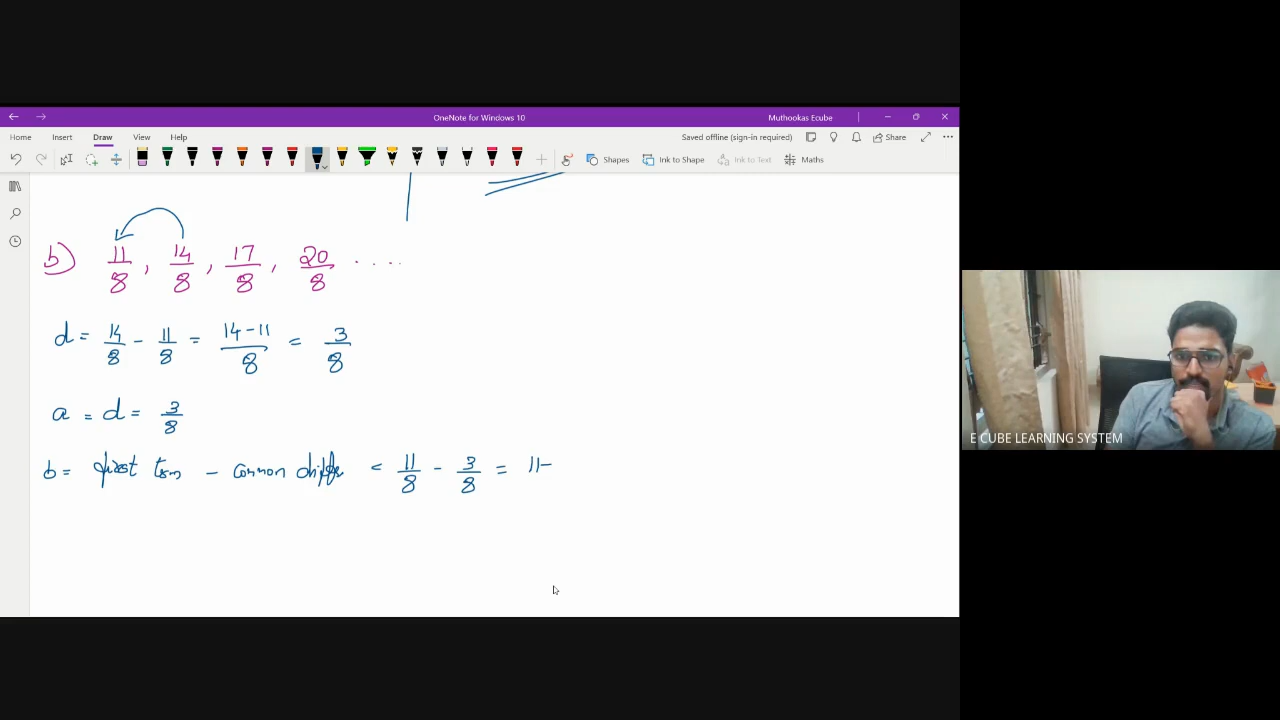 OneNote for Windows 10
Muthookas Ecube
Home Insert Draw View Help
Saved offline (sign-in required) Share
Shapes Ink to Shape Ink to Text Maths
b) 11/8, 14/8, 17/8, 20/8 ....
d = 14/8 - 11/8 = 14-11/8 = 3/8
a = d = 3/8
b = first term - common diffe = 11/8 - 3/8 = 11-
E CUBE LEARNING SYSTEM